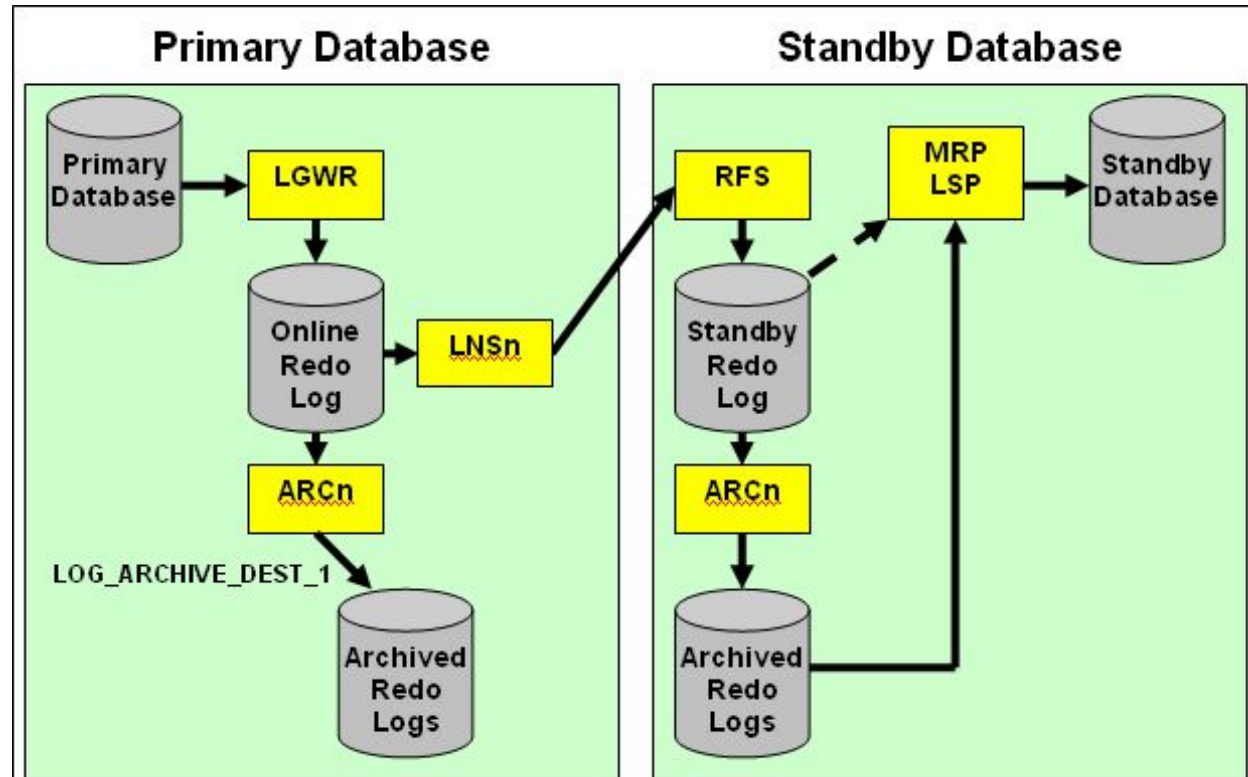 Primary Database
Standby Database
Primary
Database
LGWR
Online
Redo
Log
LNSn
ARCn
LOG_ARCHIVE_DEST_1
Archived
Redo
Logs
RFS
MRP
LSP
Standby
Database
Standby
Redo
Log
ARCn
Archived
Redo
Logs